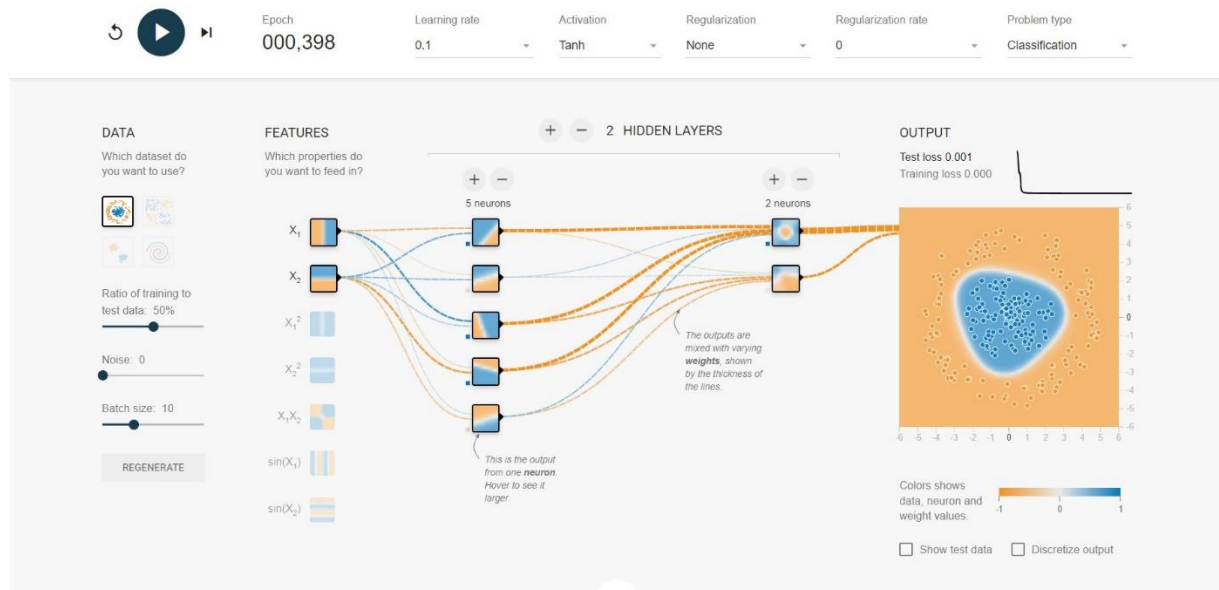 Epoch
000,398
Learning rate
0.1
Activation
Tanh
Regularization
None
Regularization rate
0
Problem type
Classification
DATA
Which dataset do
you want to use?
Ratio of training to
test data: 50%
Noise: 0
Batch size: 10
REGENERATE
FEATURES
Which properties do
you want to feed in?
X₁
X₂
X₁²
X₂²
X₁X₂
sin(X₁)
sin(X₂)
+ − 2 HIDDEN LAYERS
+ −
5 neurons
+ −
2 neurons
The outputs are
mixed with varying
weights, shown
by the thickness of
the lines.
This is the output
from one neuron.
Hover to see it
larger.
OUTPUT
Test loss 0.001
Training loss 0.000
6
5
4
3
2
1
0
-1
-2
-3
-4
-5
-6
-6 -5 -4 -3 -2 -1 0 1 2 3 4 5 6
Colors shows
data, neuron and
weight values.
-1 0 1
Show test data
Discretize output